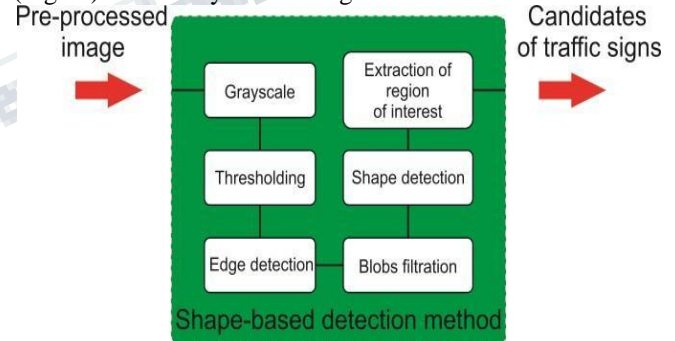 Pre-processed
image
Candidates
of traffic signs
Grayscale
Thresholding
Edge detection
Blobs filtration
Shape detection
Extraction of
region
of interest
Shape-based detection method